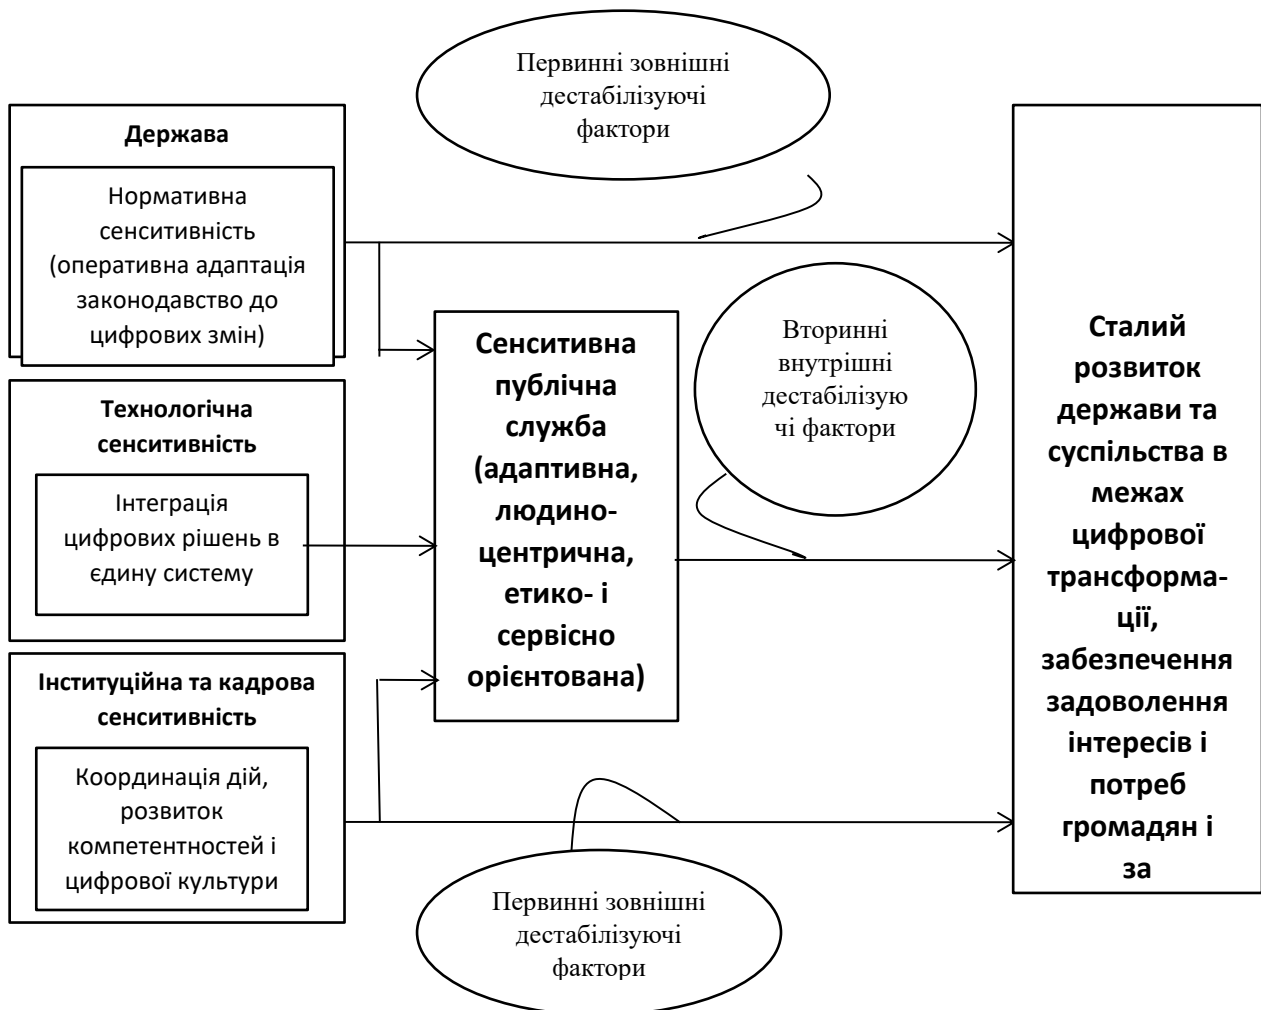 Первинні зовнішні
дестабілізуючі
фактори
Держава
Нормативна
сенситивність
(оперативна адаптація
законодавство до
цифрових змін)
Технологічна
сенситивність
Інтеграція
цифрових рішень в
єдину систему
Інституційна та кадрова
сенситивність
Координація дій,
розвиток
компетентностей і
цифрової культури
Сенситивна
публічна
служба
(адаптивна,
людино-
центрична,
етико- і
сервісно
орієнтована)
Вторинні
внутрішні
дестабілізую
чі фактори
Первинні зовнішні
дестабілізуючі
фактори
Сталий
розвиток
держави та
суспільства в
межах
цифрової
трансформа-
ції,
забезпечення
задоволення
інтересів і
потреб
громадян і
за